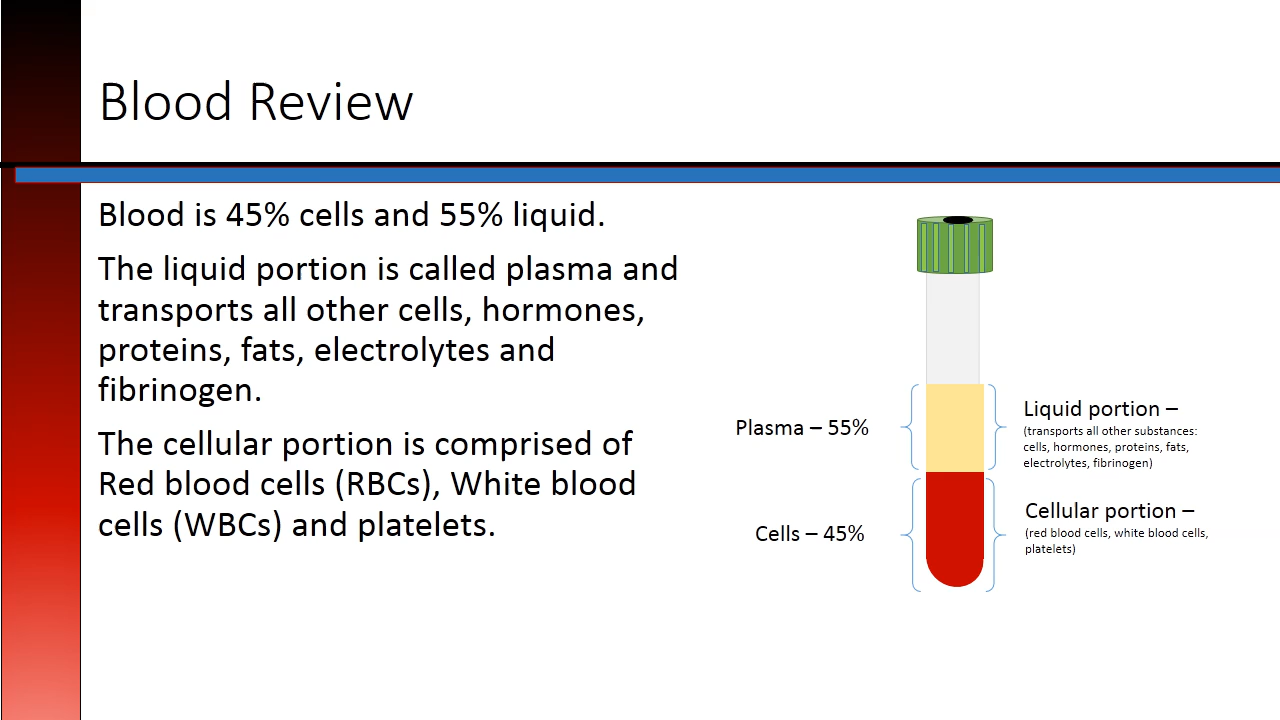 Blood Review
Blood is 45% cells and 55% liquid.
The liquid portion is called plasma and
transports all other cells, hormones,
proteins, fats, electrolytes and
fibrinogen.
The cellular portion is comprised of
Red blood cells (RBCs), White blood
cells (WBCs) and platelets.
Plasma – 55%
Liquid portion –
(transports all other substances:
cells, hormones, proteins, fats,
electrolytes, fibrinogen)
Cells – 45%
Cellular portion –
(red blood cells, white blood cells,
platelets)